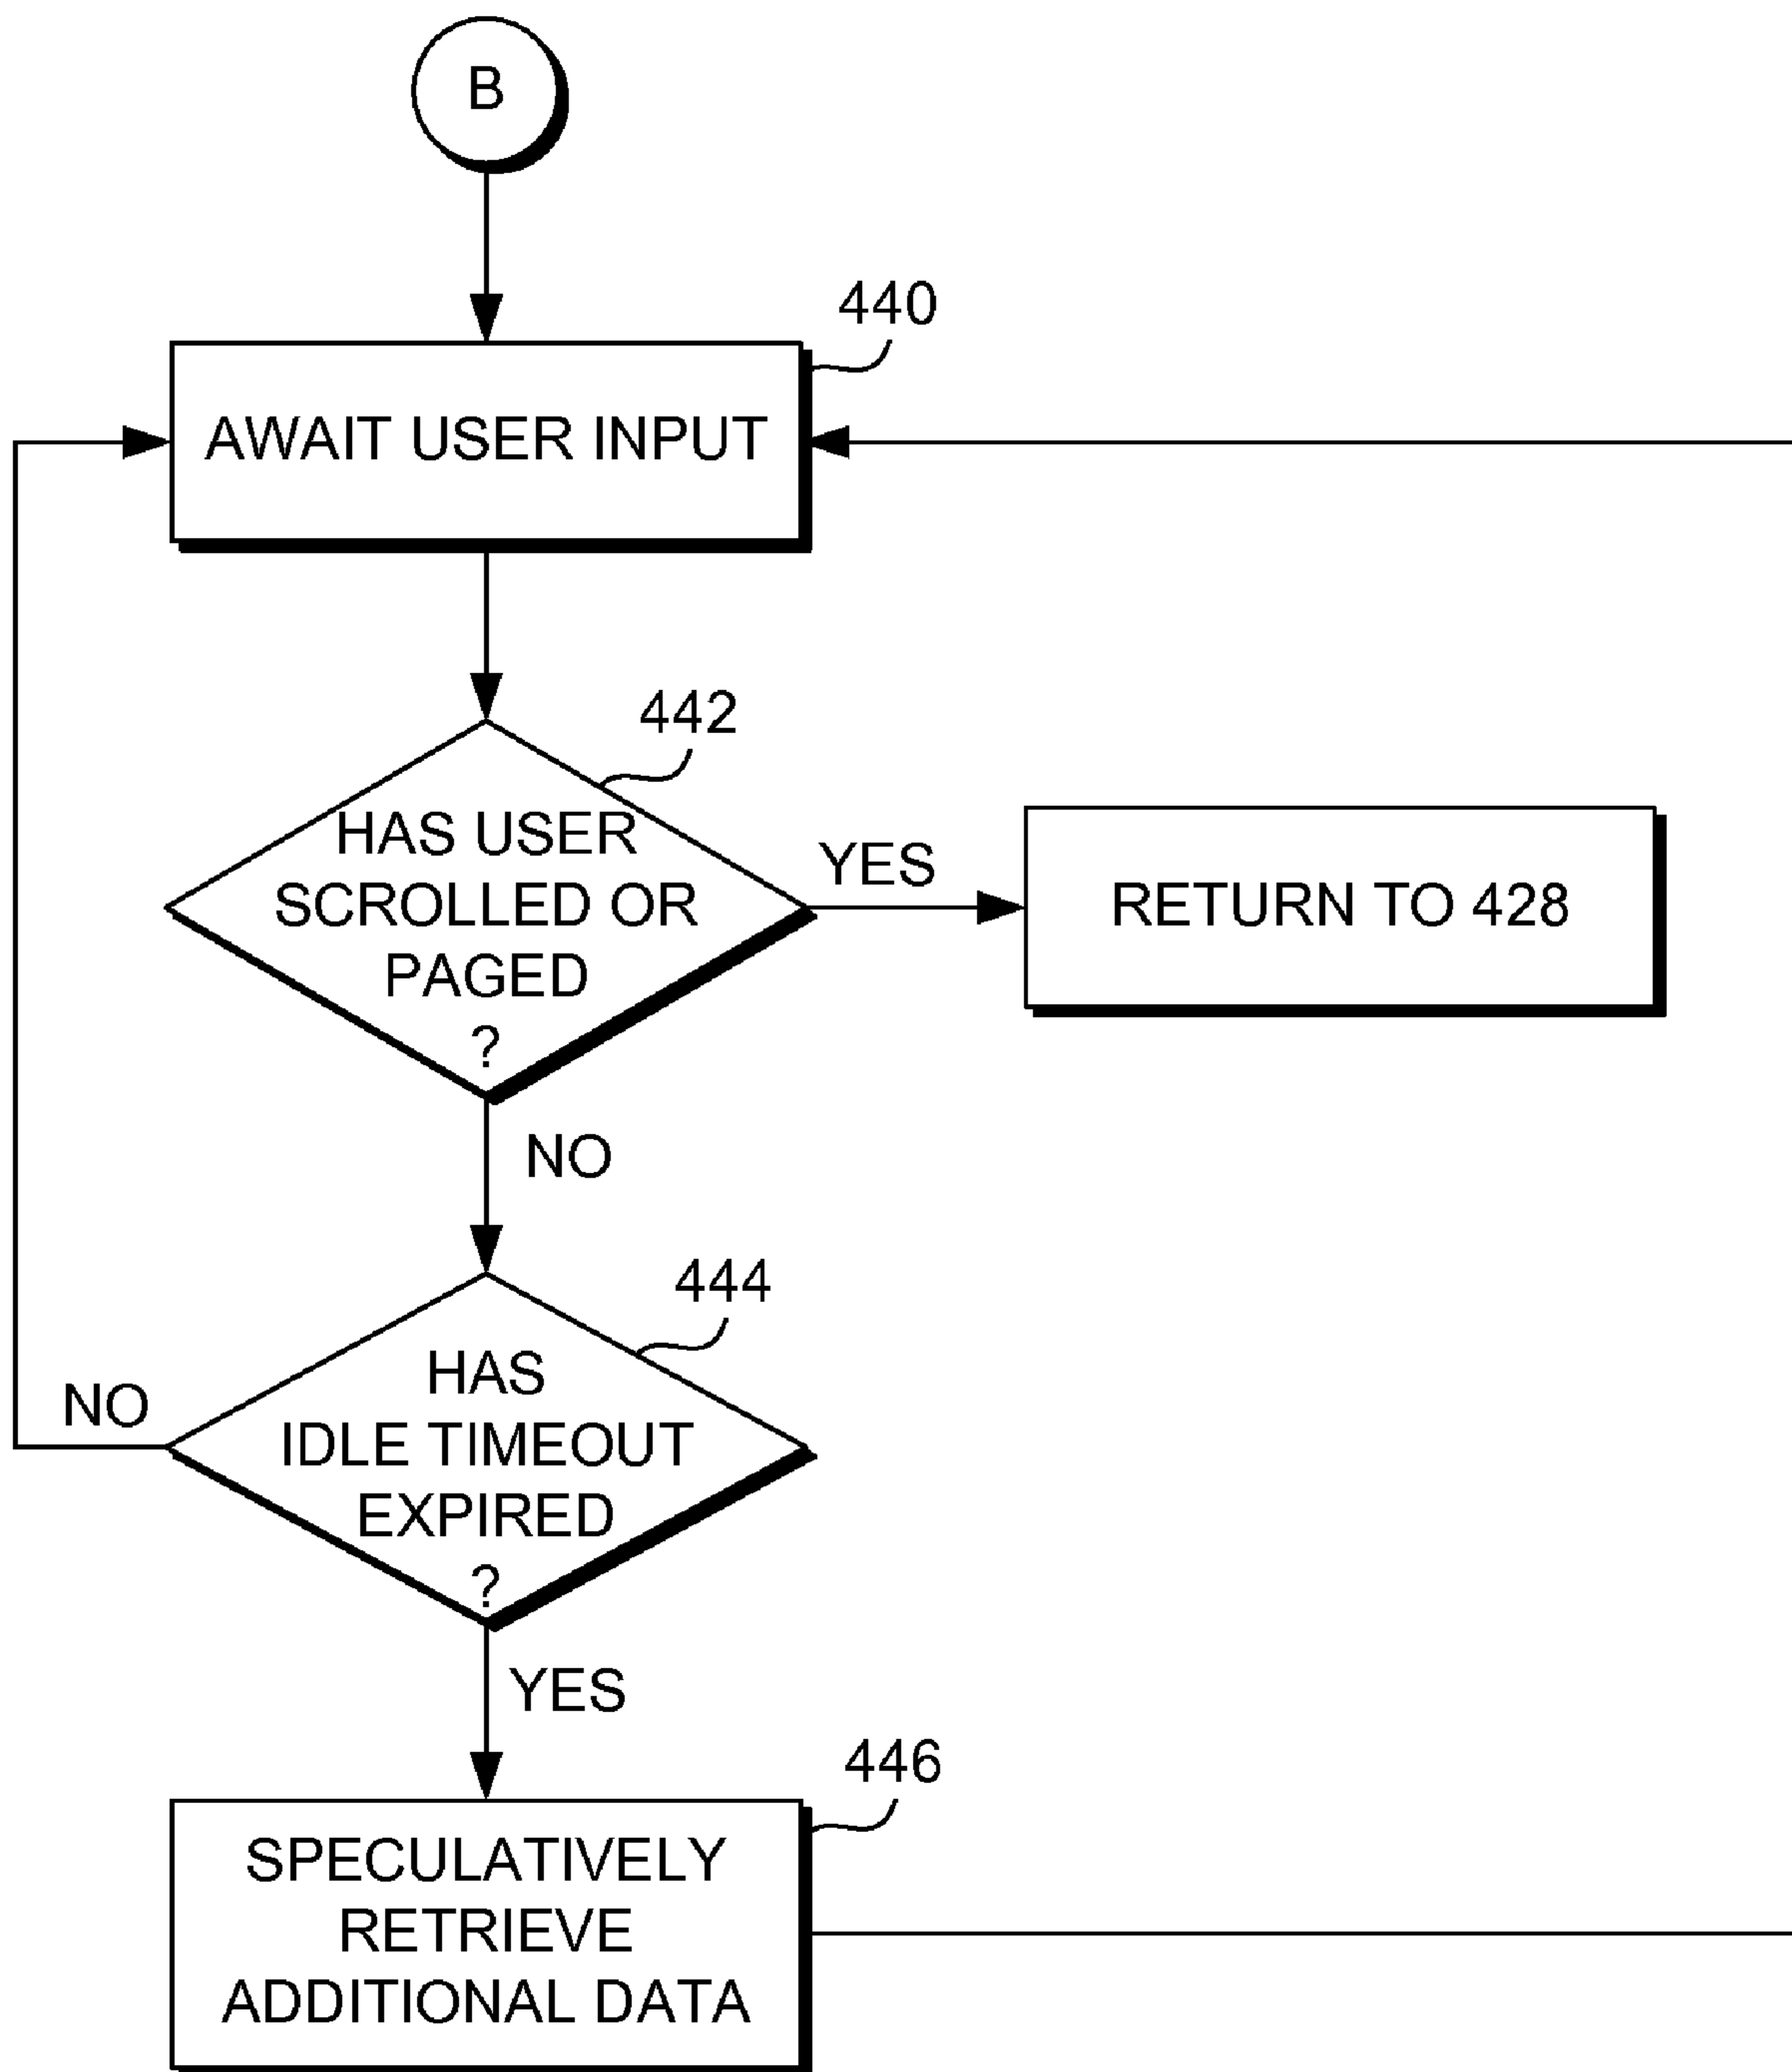 B
440
AWAIT USER INPUT
442
HAS USER
SCROLLED OR
PAGED
?
YES
RETURN TO 428
NO
444
HAS
IDLE TIMEOUT
EXPIRED
?
NO
YES
446
SPECULATIVELY
RETRIEVE
ADDITIONAL DATA